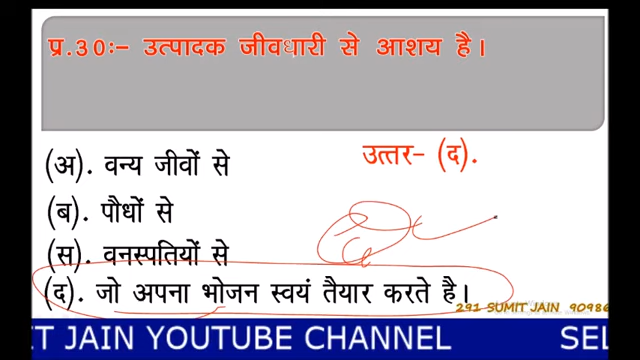 प्र.30:- उत्पादक जीवधारी से आशय है।
(अ). वन्य जीवों से
उत्तर- (द).
(ब). पौधों से
(स). वनस्पतियों से
(द). जो अपना भोजन स्वयं तैयार करते है।
291 SUMIT JAIN 90986
IT JAIN YOUTUBE CHANNEL SEL